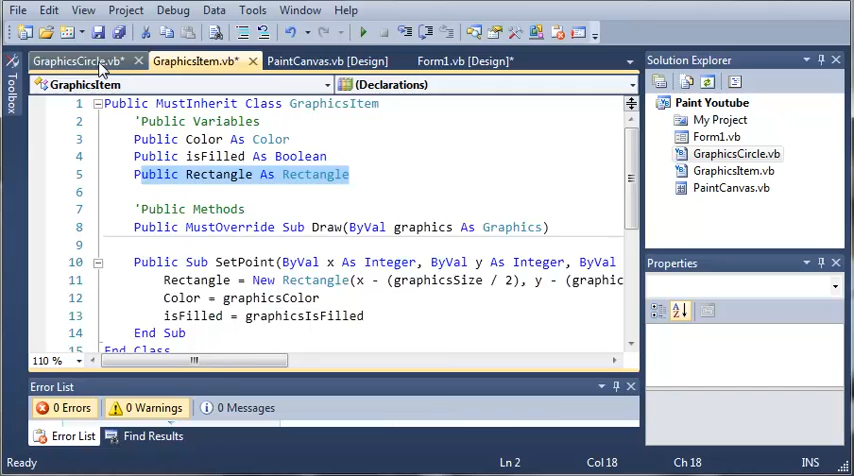 File Edit View Project Debug Data Tools Window Help
GraphicsCircle.vb* GraphicsItem.vb* PaintCanvas.vb [Design] Form1.vb [Design]*
Toolbox
GraphicsItem (Declarations)
1 Public MustInherit Class GraphicsItem
2 'Public Variables
3 Public Color As Color
4 Public isFilled As Boolean
5 Public Rectangle As Rectangle
6
7 'Public Methods
8 Public MustOverride Sub Draw(ByVal graphics As Graphics)
9
10 Public Sub SetPoint(ByVal x As Integer, ByVal y As Integer, ByVal
11 Rectangle = New Rectangle(x - (graphicsSize / 2), y - (graphic
12 Color = graphicsColor
13 isFilled = graphicsIsFilled
14 End Sub
15 End Class
110 %
Solution Explorer
Paint Youtube
My Project
Form1.vb
GraphicsCircle.vb
GraphicsItem.vb
PaintCanvas.vb
Properties
Error List
0 Errors 0 Warnings 0 Messages
Error List Find Results
Ready Ln 2 Col 18 Ch 18 INS